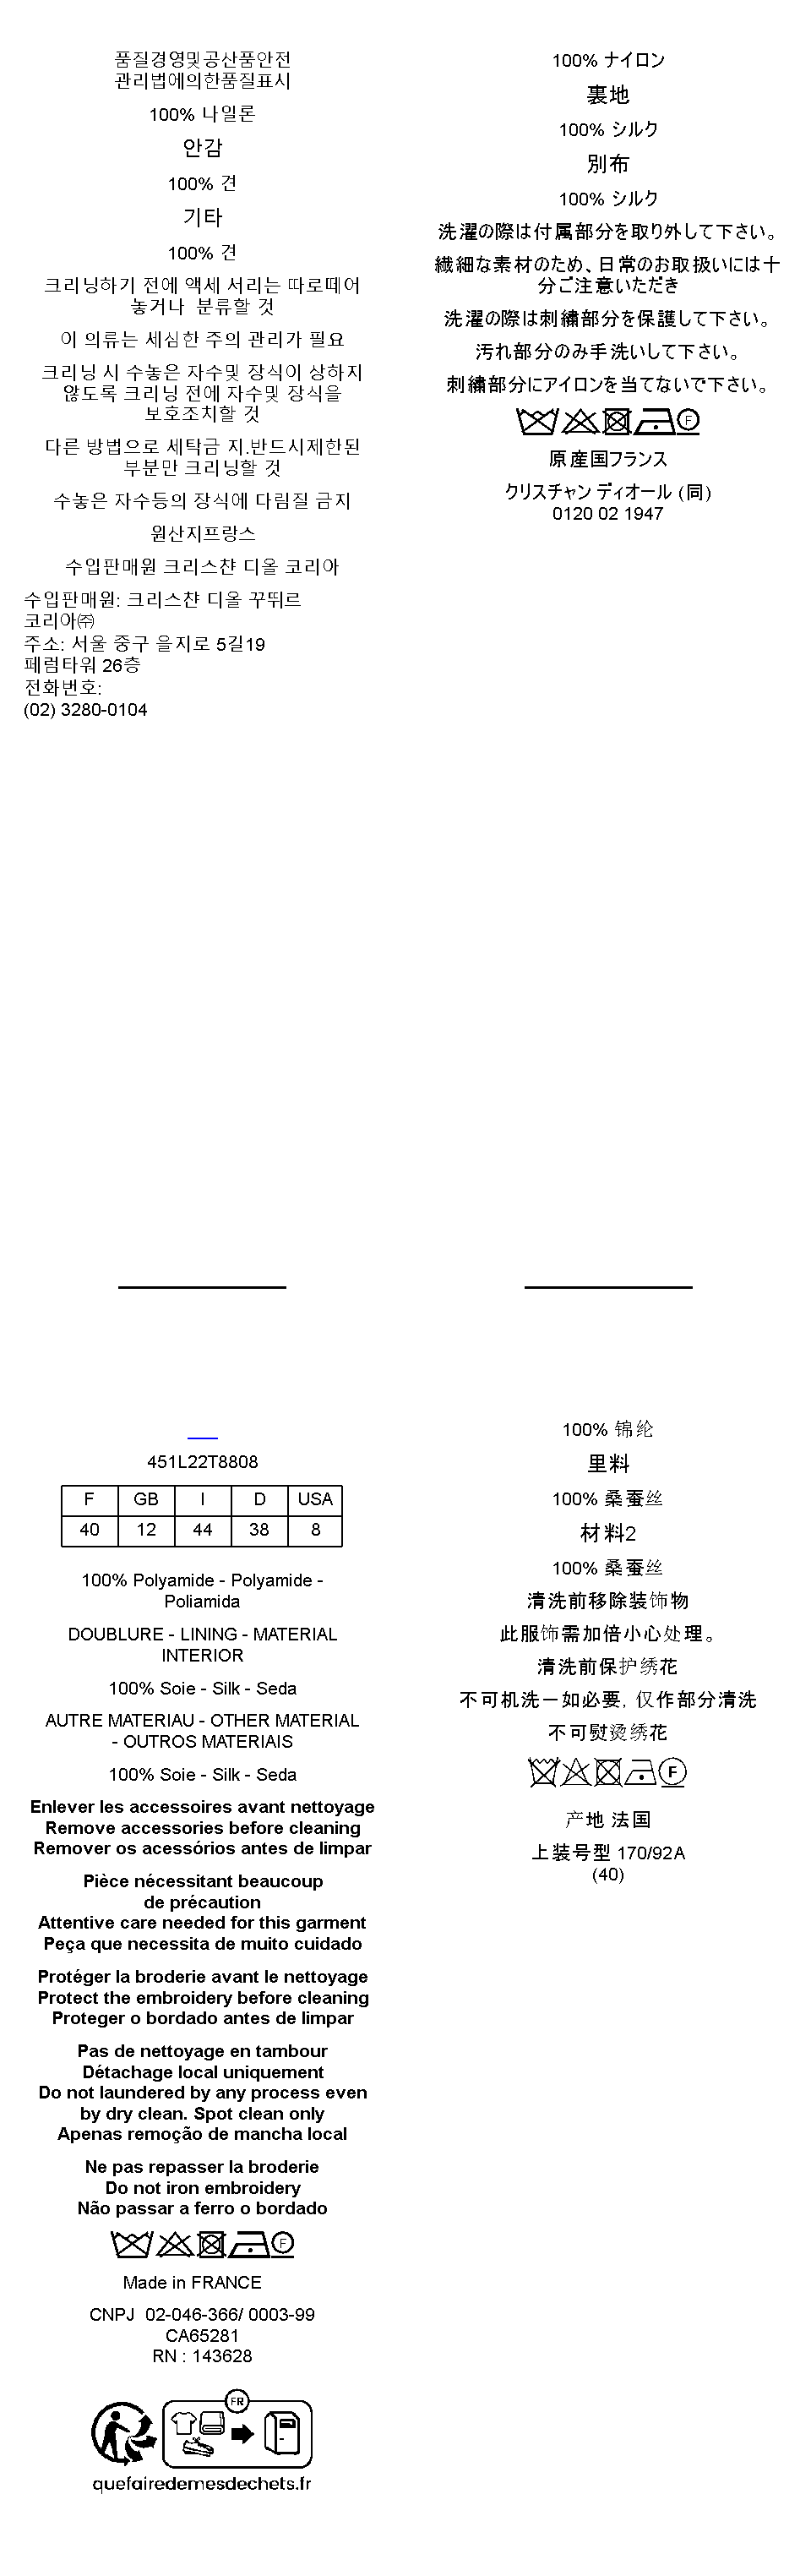 품질경영및공산품안전
관리법에의한품질표시
100% 나일론
안감
100% 견
기타
100% 견
크리닝하기 전에 액세 서리는 따로떼어
놓거나 분류할 것
이 의류는 세심한 주의 관리가 필요
크리닝 시 수놓은 자수및 장식이 상하지
않도록 크리닝 전에 자수및 장식을
보호조치할 것
다른 방법으로 세탁금 지.반드시제한된
부분만 크리닝할 것
수놓은 자수등의 장식에 다림질 금지
원산지프랑스
수입판매원 크리스챤 디올 코리아
수입판매원: 크리스챤 디올 꾸뛰르
코리아㈜
주소: 서울 중구 을지로 5길19
페럼타워 26층
전화번호:
(02) 3280-0104
100% ナイロン
裏地
100% シルク
別布
100% シルク
洗濯の際は付属部分を取り外して下さい。
繊細な素材のため、日常のお取扱いには十
分ご注意いただき
洗濯の際は刺繍部分を保護して下さい。
汚れ部分のみ手洗いして下さい。
刺繍部分にアイロンを当てないで下さい。
F
原産国フランス
クリスチャン ディオール (同)
0120 02 1947
451L22T8808
F GB I D USA
40 12 44 38 8
100% Polyamide - Polyamide -
Poliamida
DOUBLURE - LINING - MATERIAL
INTERIOR
100% Soie - Silk - Seda
AUTRE MATERIAU - OTHER MATERIAL
- OUTROS MATERIAIS
100% Soie - Silk - Seda
Enlever les accessoires avant nettoyage
Remove accessories before cleaning
Remover os acessórios antes de limpar
Pièce nécessitant beaucoup
de précaution
Attentive care needed for this garment
Peça que necessita de muito cuidado
Protéger la broderie avant le nettoyage
Protect the embroidery before cleaning
Proteger o bordado antes de limpar
Pas de nettoyage en tambour
Détachage local uniquement
Do not laundered by any process even
by dry clean. Spot clean only
Apenas remoção de mancha local
Ne pas repasser la broderie
Do not iron embroidery
Não passar a ferro o bordado
F
Made in FRANCE
CNPJ 02-046-366/ 0003-99
CA65281
RN : 143628
FR
quefairedemesdechets.fr
100% 锦纶
里料
100% 桑蚕丝
材料2
100% 桑蚕丝
清洗前移除装饰物
此服饰需加倍小心处理。
清洗前保护绣花
不可机洗－如必要, 仅作部分清洗
不可熨烫绣花
F
产地 法国
上装号型 170/92A
(40)